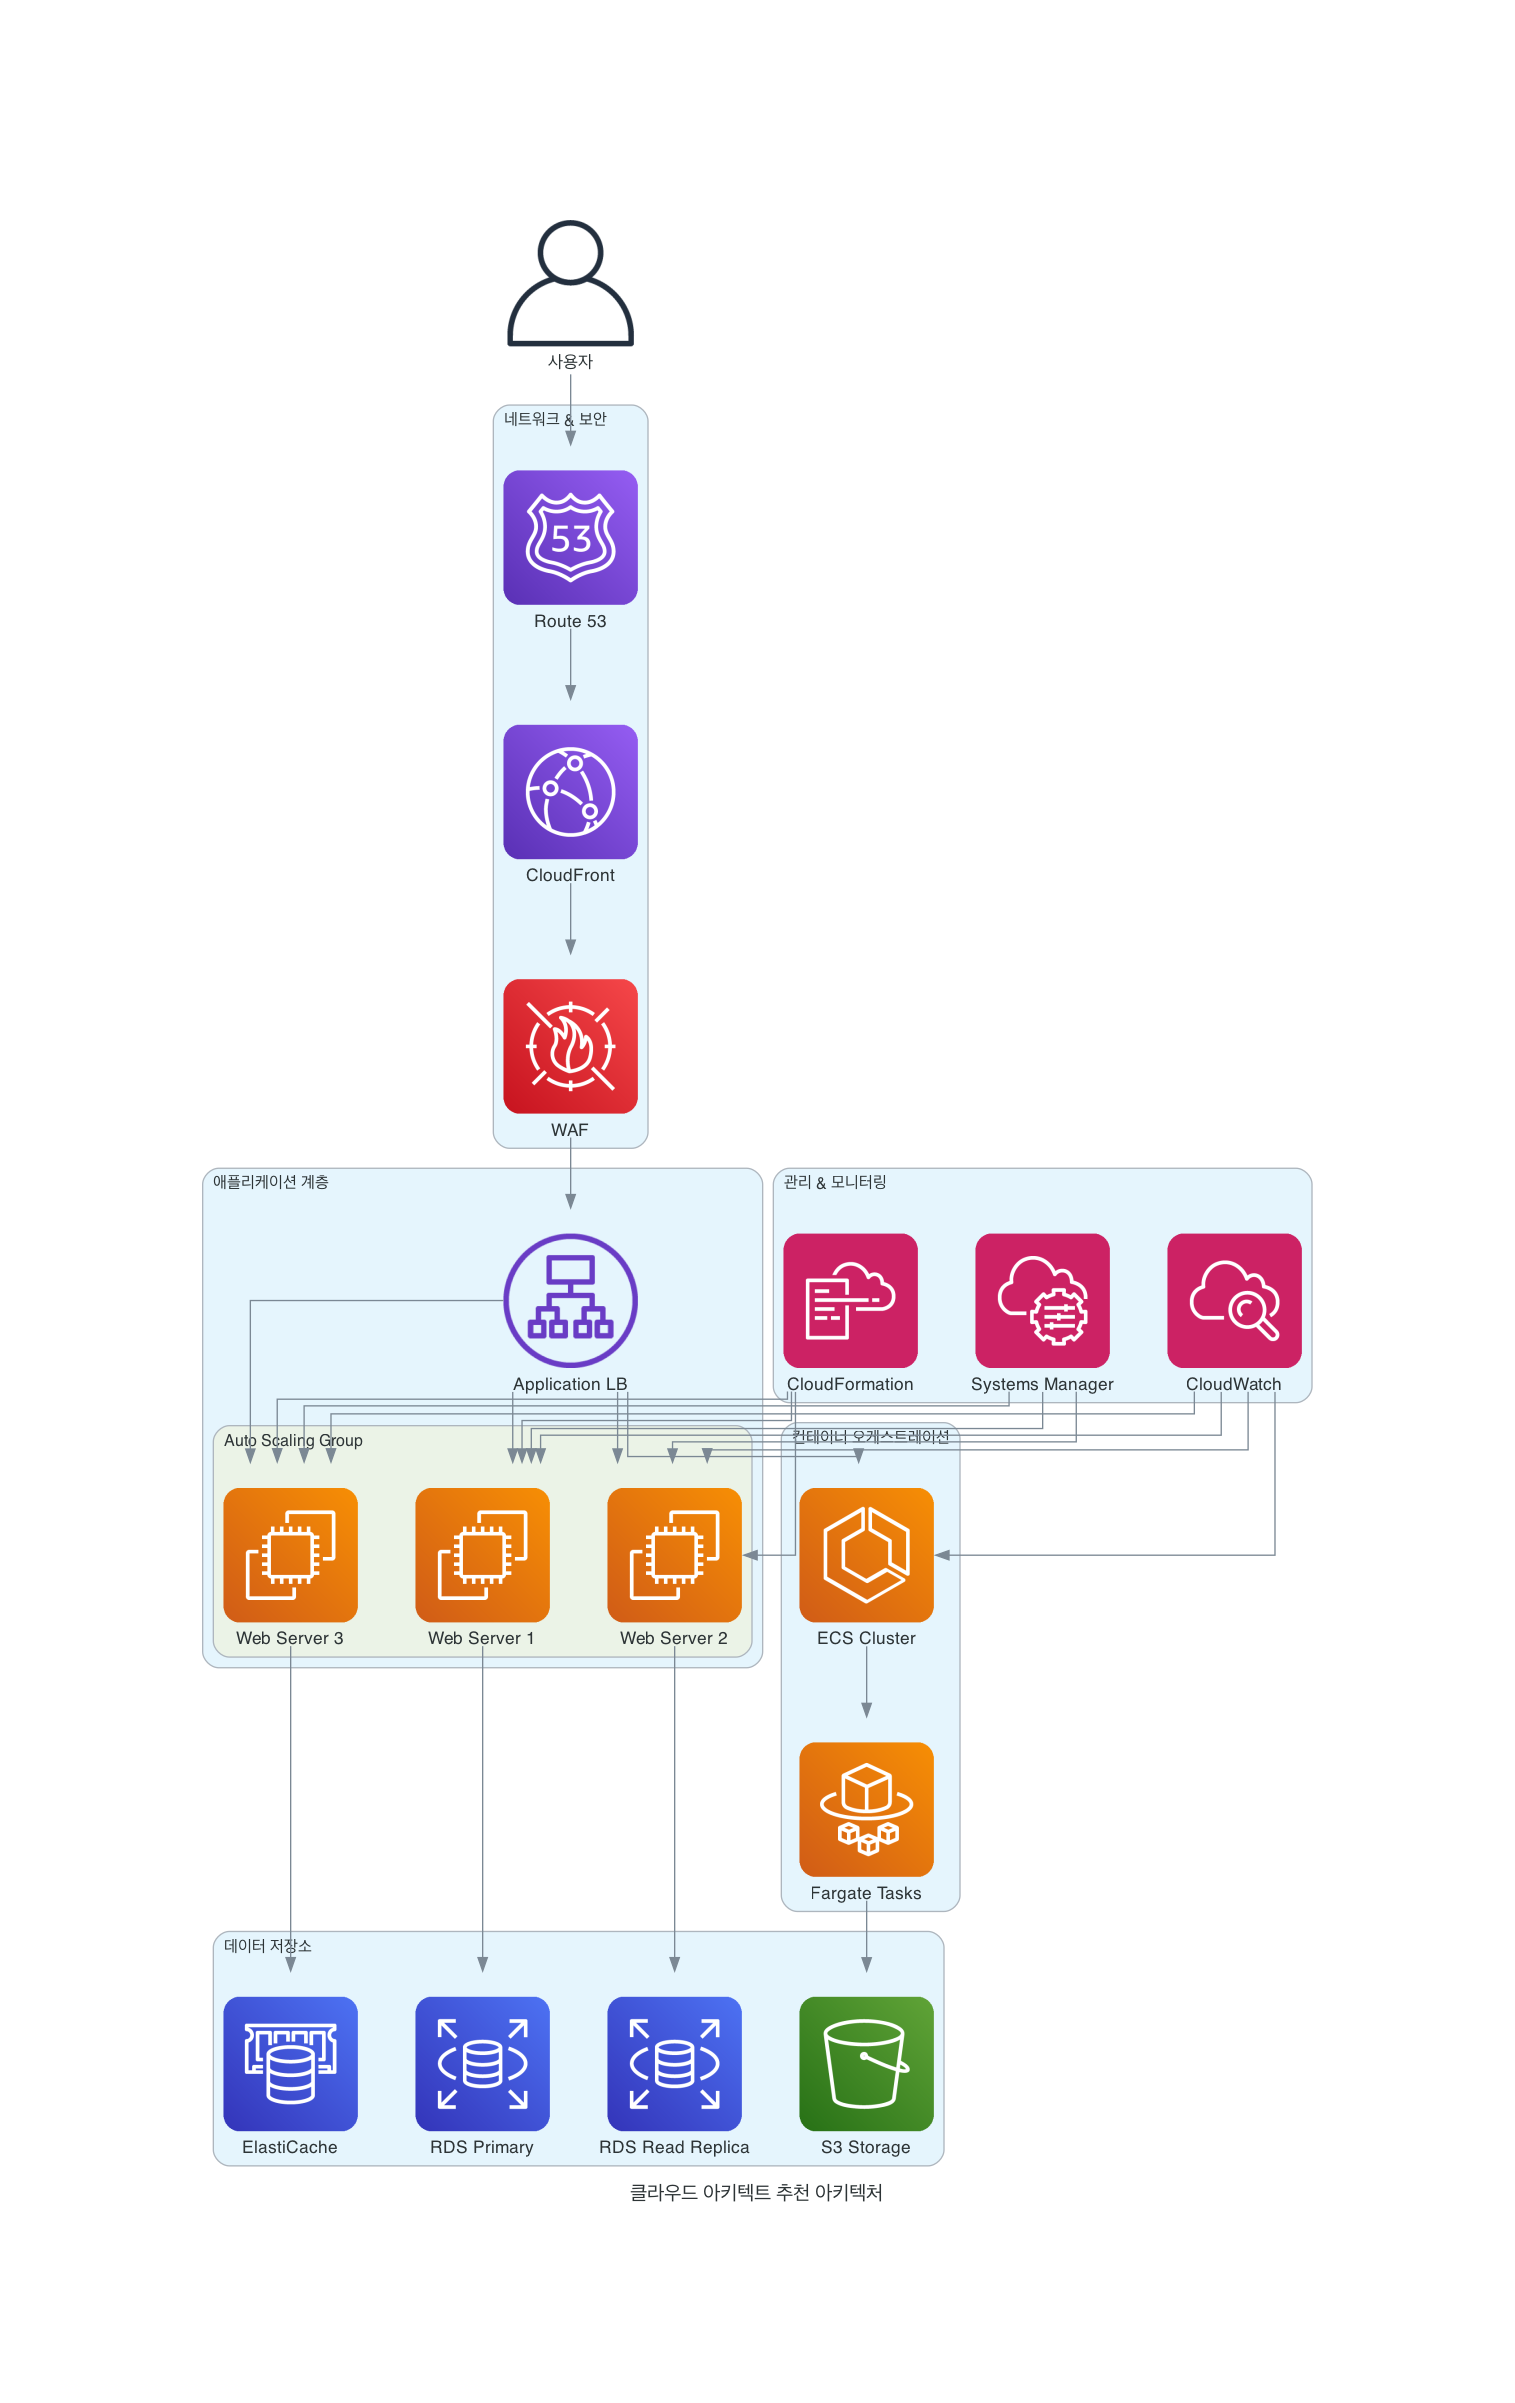 사용자
네트워크 & 보안
53
Route 53
CloudFront
WAF
애플리케이션 계층
관리 & 모니터링
Application LB
CloudFormation
Systems Manager
CloudWatch
Auto Scaling Group
컨테이너 오케스트레이션
Web Server 3
Web Server 1
Web Server 2
ECS Cluster
Fargate Tasks
데이터 저장소
ElastiCache
RDS Primary
RDS Read Replica
S3 Storage
클라우드 아키텍트 추천 아키텍처